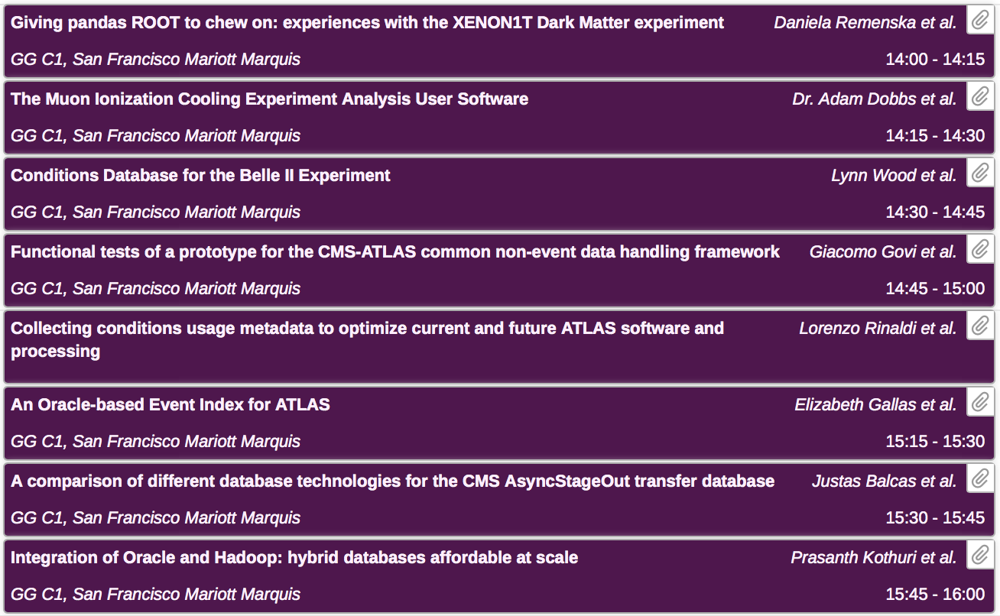 Giving pandas ROOT to chew on: experiences with the XENON1T Dark Matter experiment Daniela Remenska et al.
GG C1, San Francisco Mariott Marquis 14:00 - 14:15
The Muon Ionization Cooling Experiment Analysis User Software Dr. Adam Dobbs et al.
GG C1, San Francisco Mariott Marquis 14:15 - 14:30
Conditions Database for the Belle II Experiment Lynn Wood et al.
GG C1, San Francisco Mariott Marquis 14:30 - 14:45
Functional tests of a prototype for the CMS-ATLAS common non-event data handling framework Giacomo Govi et al.
GG C1, San Francisco Mariott Marquis 14:45 - 15:00
Collecting conditions usage metadata to optimize current and future ATLAS software and Lorenzo Rinaldi et al.
processing
An Oracle-based Event Index for ATLAS Elizabeth Gallas et al.
GG C1, San Francisco Mariott Marquis 15:15 - 15:30
A comparison of different database technologies for the CMS AsyncStageOut transfer database Justas Balcas et al.
GG C1, San Francisco Mariott Marquis 15:30 - 15:45
Integration of Oracle and Hadoop: hybrid databases affordable at scale Prasanth Kothuri et al.
GG C1, San Francisco Mariott Marquis 15:45 - 16:00